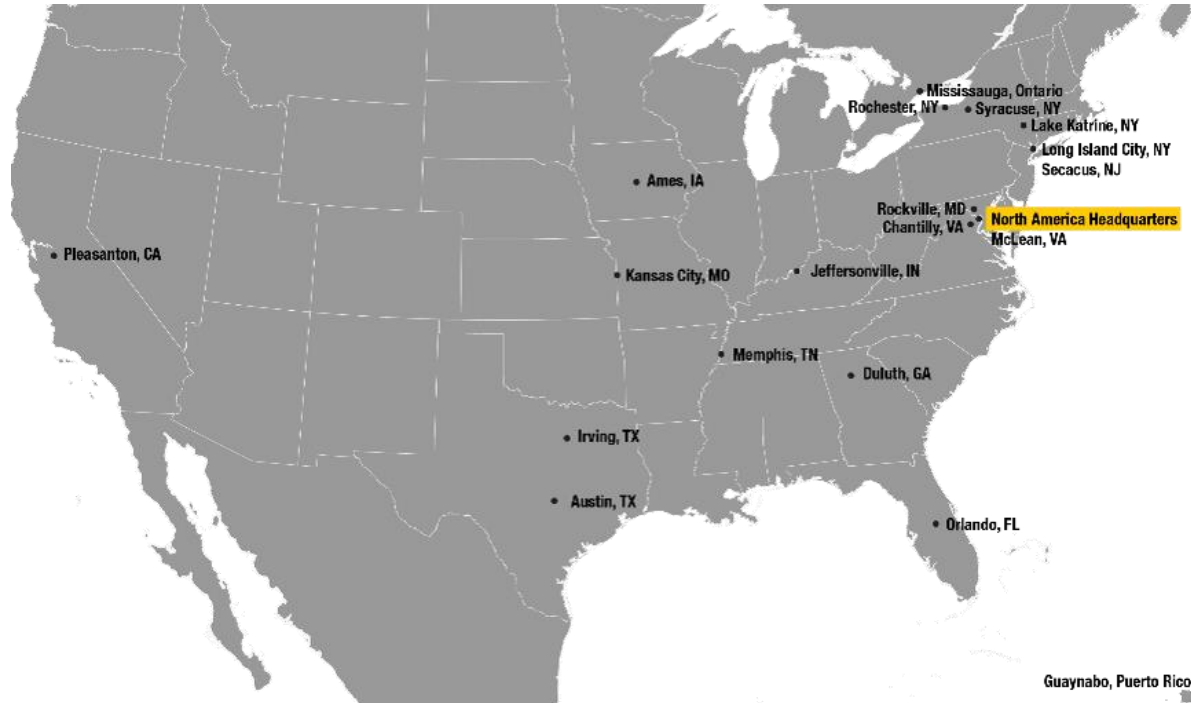 Mississauga, Ontario
Rochester, NY
Syracuse, NY
Lake Katrine, NY
Long Island City, NY
Secacus, NJ
Ames, IA
Rockville, MD
North America Headquarters
Chantilly, VA
McLean, VA
Pleasanton, CA
Kansas City, MO
Jeffersonville, IN
Memphis, TN
Duluth, GA
Irving, TX
Austin, TX
Orlando, FL
Guaynabo, Puerto Rico